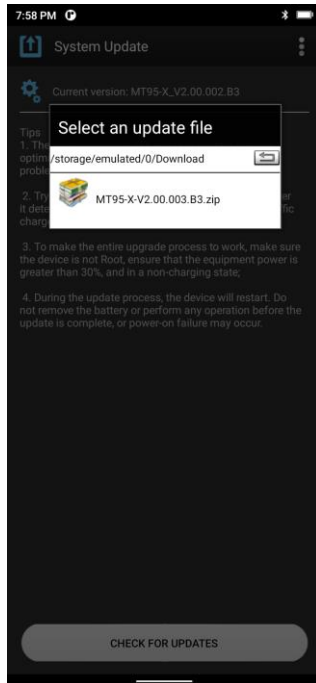 7:58 PM
System Update
Current version: MT95-X_V2.00.002.B3
Select an update file
Tips
1. The
optim
/storage/emulated/0/Download
proble
2. Try
er
MT95-X-V2.00.003.B3.zip
it dete
fic
charg
3. To make the entire upgrade process to work, make sure
the device is not Root, ensure that the equipment power is
greater than 30%, and in a non-charging state;
4. During the update process, the device will restart. Do
not remove the battery or perform any operation before the
update is complete, or power-on failure may occur.
CHECK FOR UPDATES